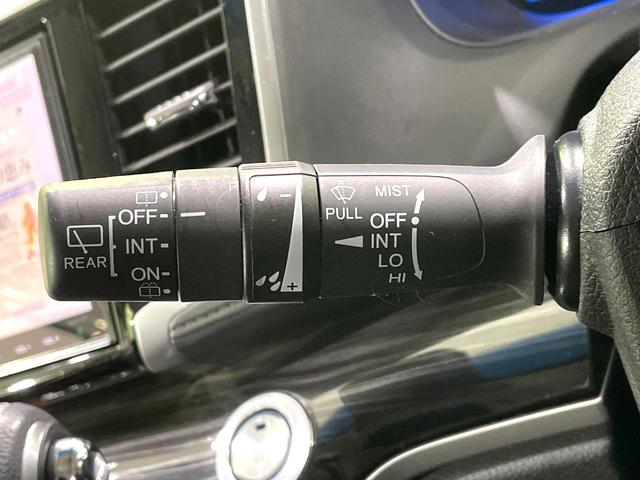 OFF
INT
REAR
ON
−
+
PULL
MIST
OFF
INT
LO
HI